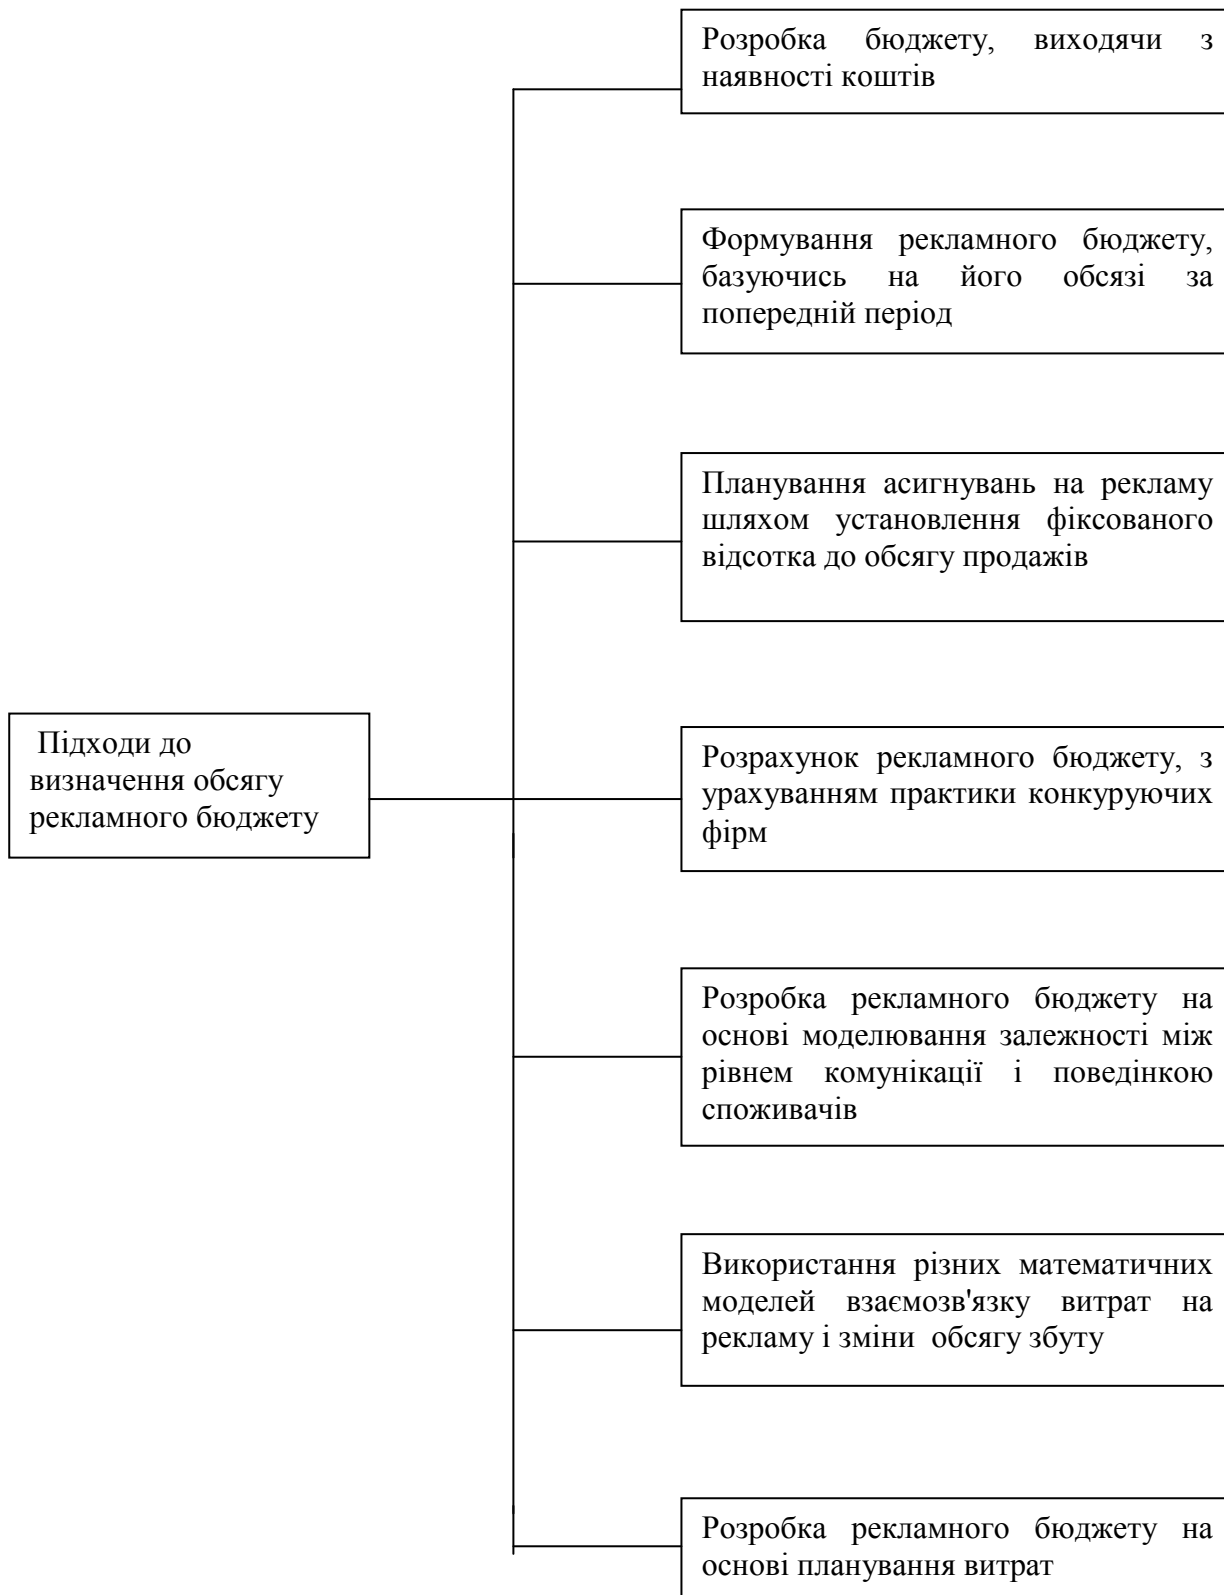 Розробка бюджету, виходячи з
наявності коштів
Формування рекламного бюджету,
базуючись на його обсязі за
попередній період
Планування асигнувань на рекламу
шляхом установлення фіксованого
відсотка до обсягу продажів
Підходи до
визначення обсягу
рекламного бюджету
Розрахунок рекламного бюджету, з
урахуванням практики конкуруючих
фірм
Розробка рекламного бюджету на
основі моделювання залежності між
рівнем комунікації і поведінкою
споживачів
Використання різних математичних
моделей взаємозв'язку витрат на
рекламу і зміни обсягу збуту
Розробка рекламного бюджету на
основі планування витрат